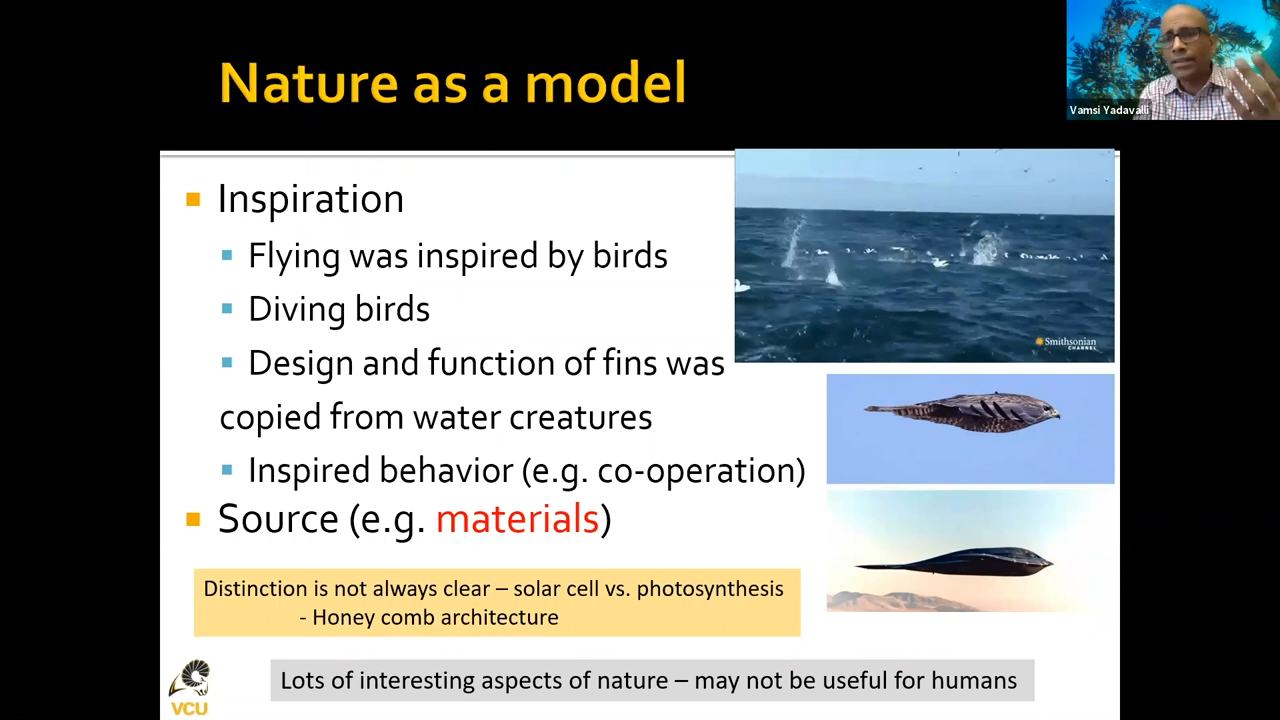 Nature as a model
Vamsi Yadavalli
Inspiration
Flying was inspired by birds
Diving birds
Design and function of fins was
copied from water creatures
Inspired behavior (e.g. co-operation)
Source (e.g. materials)
Smithsonian
CHANNEL
Distinction is not always clear – solar cell vs. photosynthesis
- Honey comb architecture
Lots of interesting aspects of nature – may not be useful for humans
VCU